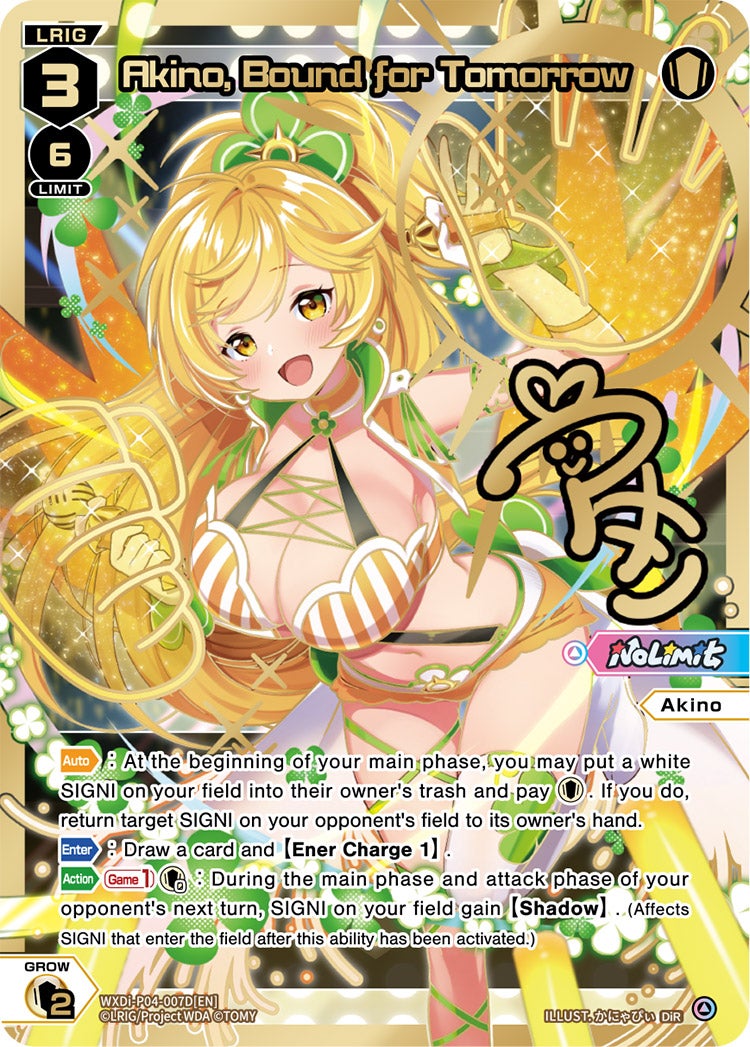 LRIG
3
Akino, Bound for Tomorrow
6
LIMIT
NoLimit
Akino
Auto : At the beginning of your main phase, you may put a white
SIGNI on your field into their owner's trash and pay . If you do,
return target SIGNI on your opponent's field to its owner's hand.
Enter : Draw a card and 【Ener Charge 1】.
Action Game 1 0 : During the main phase and attack phase of your
opponent's next turn, SIGNI on your field gain 【Shadow】. (Affects
SIGNI that enter the field after this ability has been activated.)
GROW
2
WXDi-P04-007D[EN]
©LRIG/Project WDA ©TOMY
ILLUST. かにゃぴぃ DiR